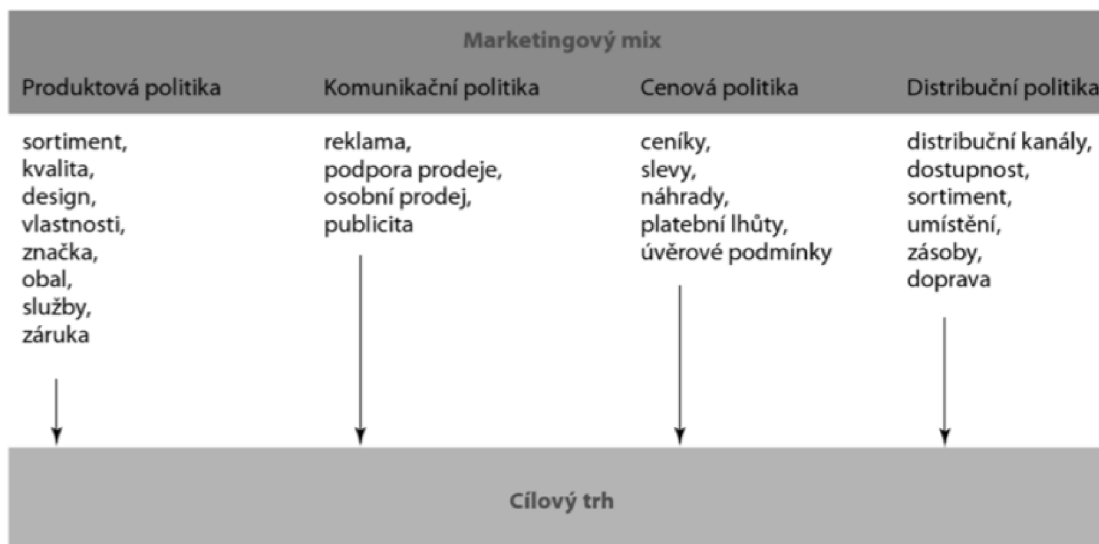 Marketingový mix
Produktová politika
Komunikační politika
Cenová politika
Distribuční politika
sortiment,
kvalita,
design,
vlastnosti,
značka,
obal,
služby,
záruka
reklama,
podpora prodeje,
osobní prodej,
publicita
ceníky,
slevy,
náhrady,
platební lhůty,
úvěrové podmínky
distribuční kanály,
dostupnost,
sortiment,
umístění,
zásoby,
doprava
Cílový trh